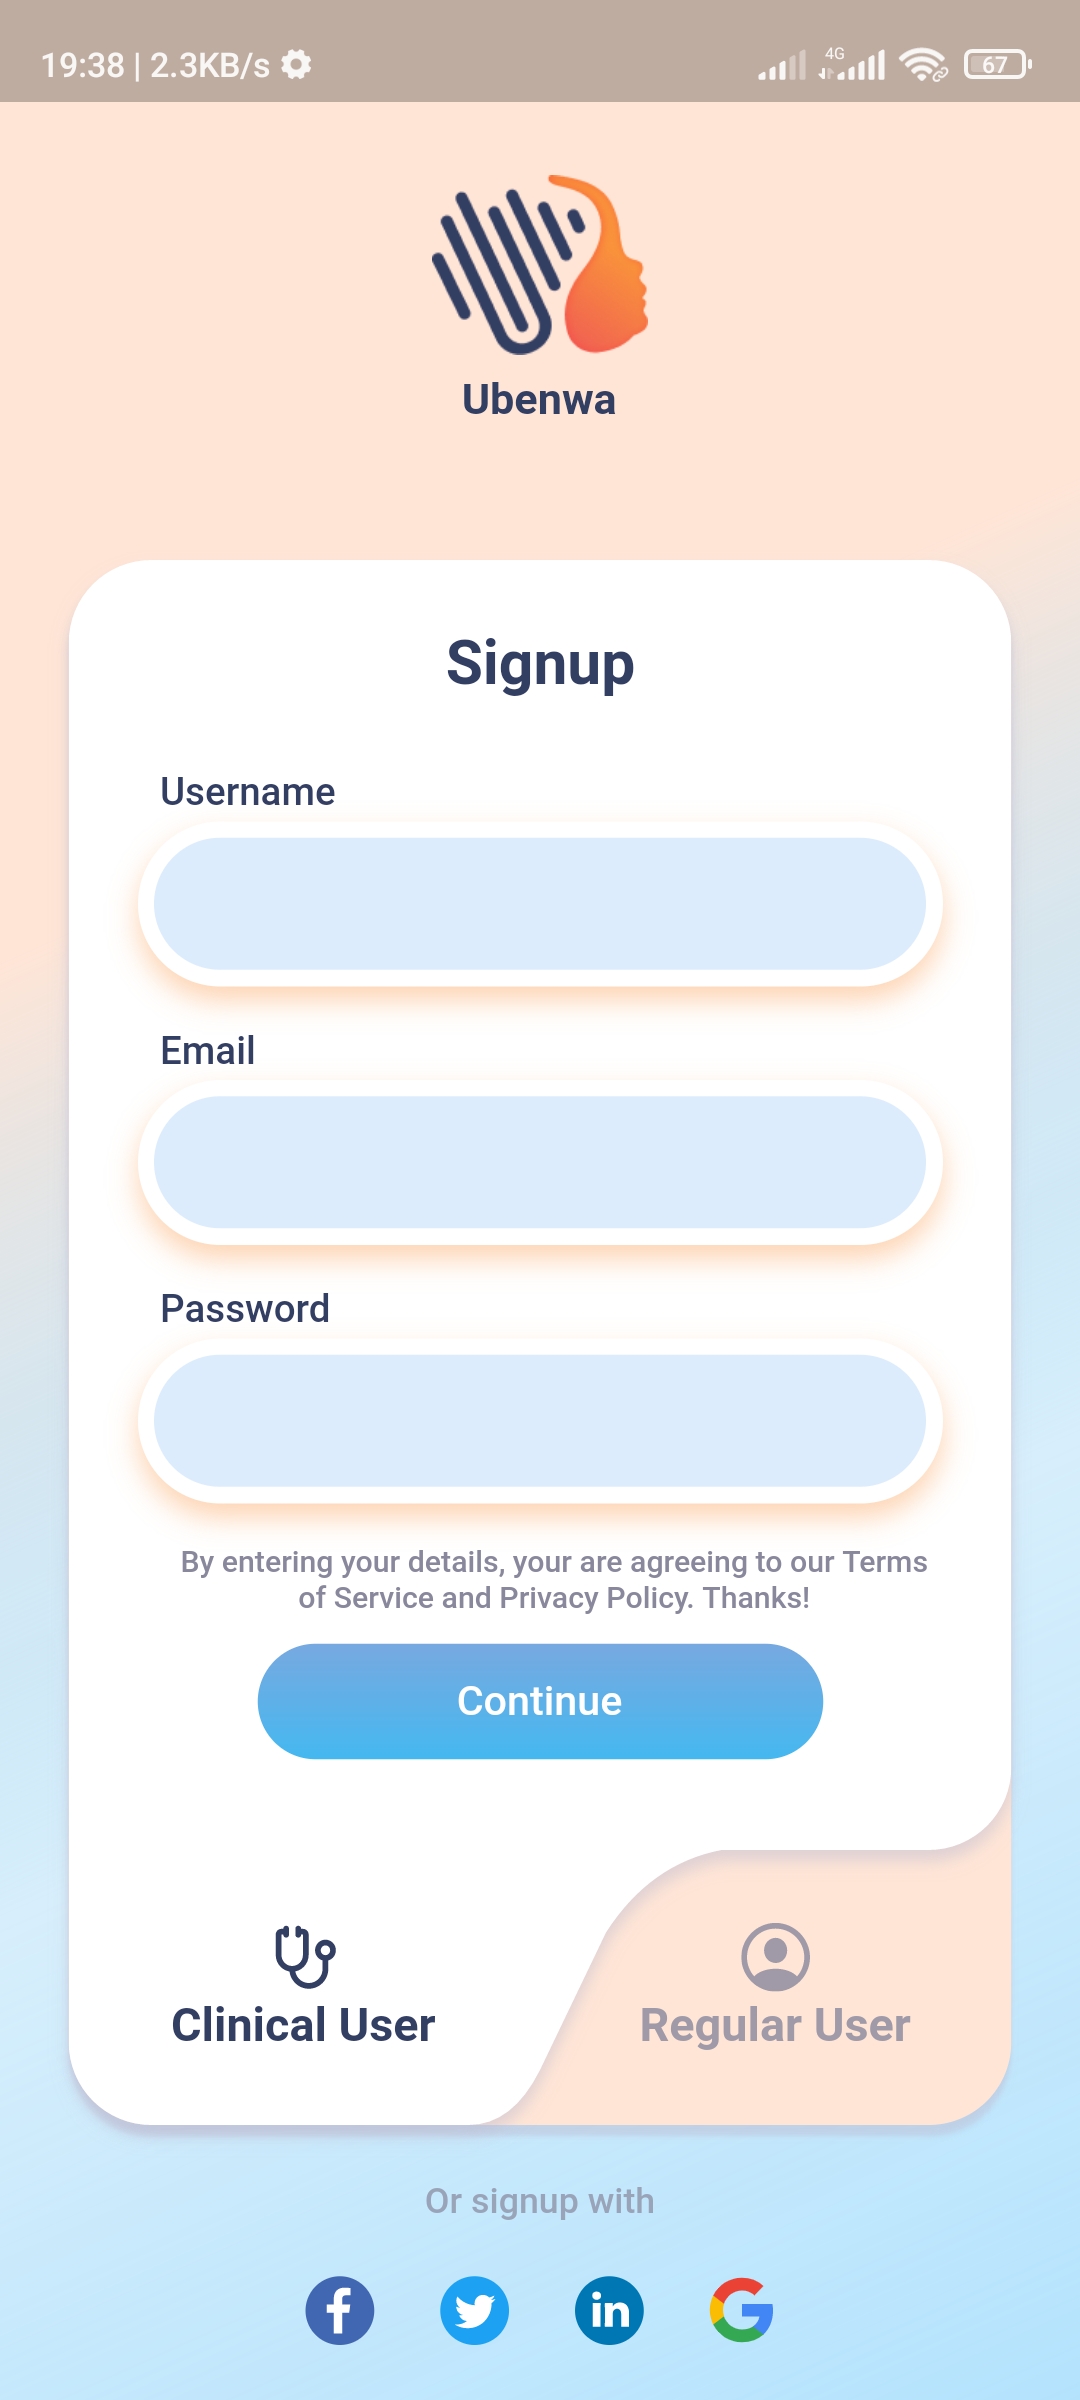 19:38 | 2.3KB/s
4G
67
Ubenwa
Signup
Username
Email
Password
By entering your details, your are agreeing to our Terms
of Service and Privacy Policy. Thanks!
Continue
Clinical User
Regular User
Or signup with